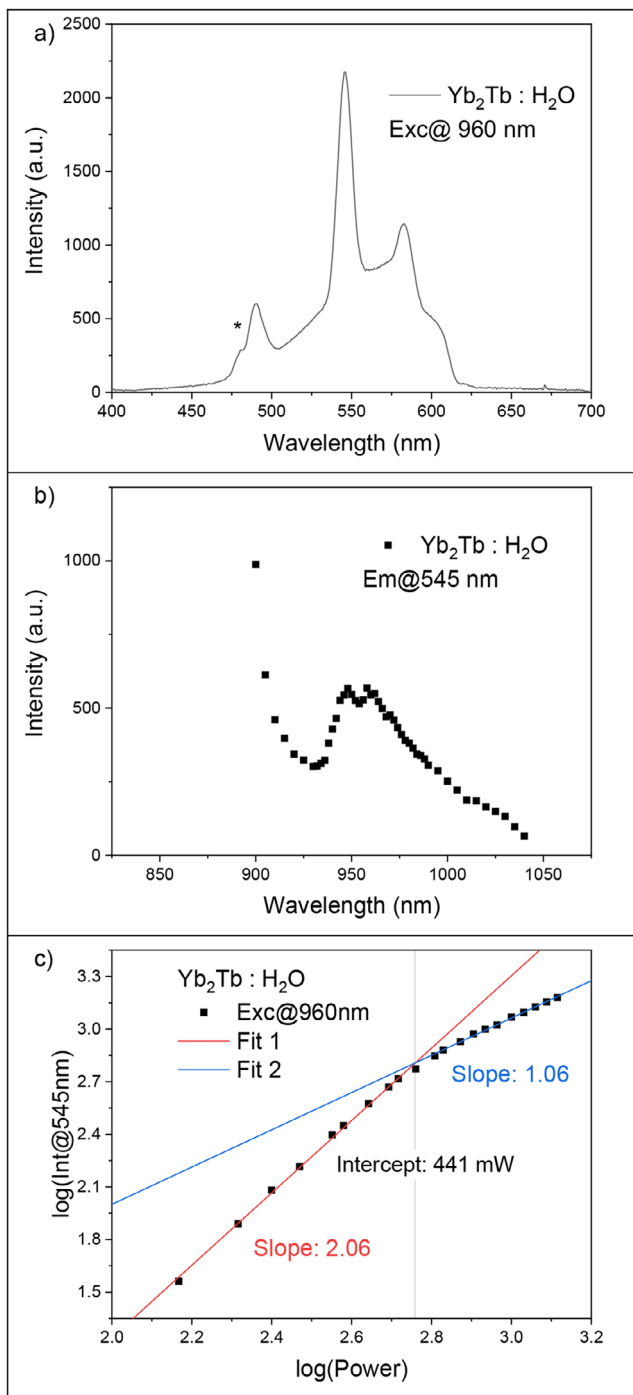 a)
2500
2000
1500
1000
500
0
Intensity (a.u.)
Yb₂Tb : H₂O
Exc@ 960 nm
*
400 450 500 550 600 650 700
Wavelength (nm)
b)
1000
500
0
Intensity (a.u.)
Yb₂Tb : H₂O
Em@545 nm
850 900 950 1000 1050
Wavelength (nm)
c)
3.3
3.0
2.7
2.4
2.1
1.8
1.5
log(Int@545nm)
Yb₂Tb : H₂O
Exc@960nm
Fit 1
Fit 2
Slope: 1.06
Intercept: 441 mW
Slope: 2.06
2.0 2.2 2.4 2.6 2.8 3.0 3.2
log(Power)